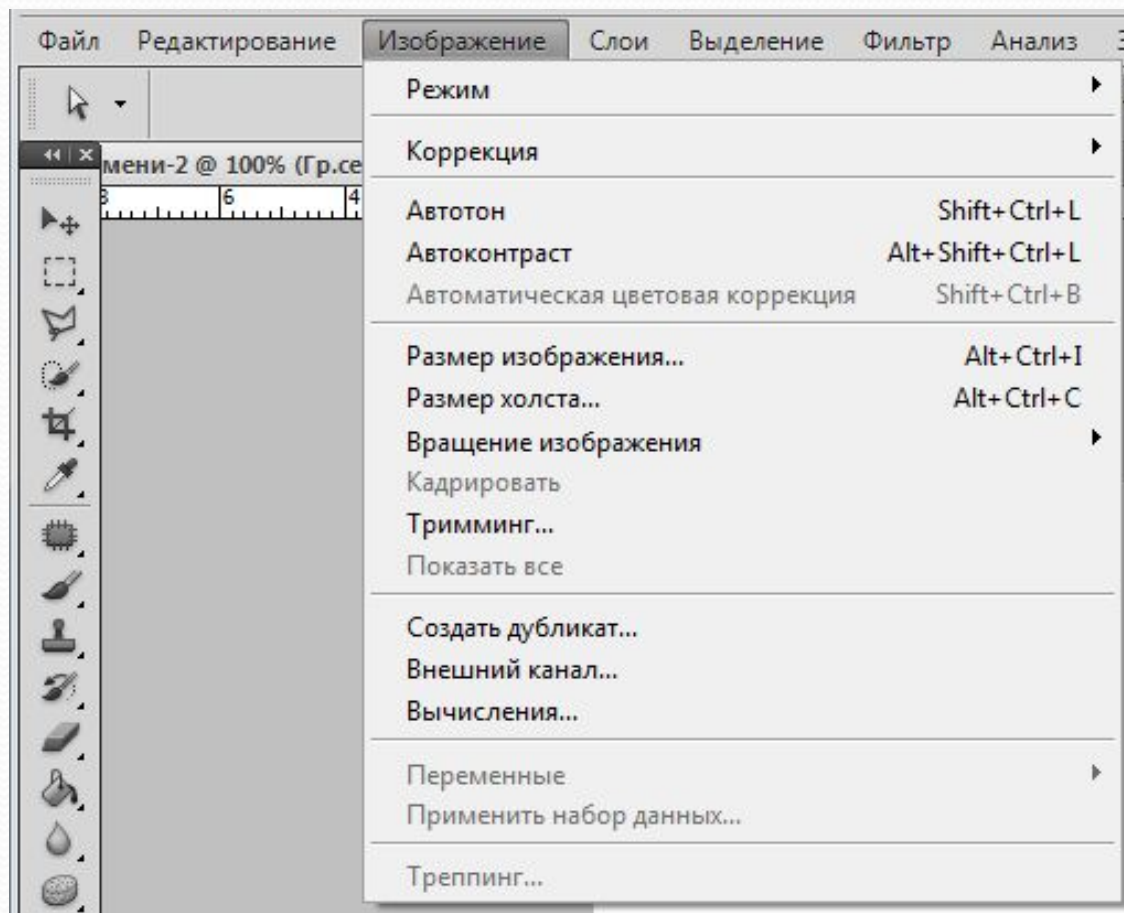 Файл Редактирование Изображение Слои Выделение Фильтр Анализ
Режим
Коррекция
мени-2 @ 100% (Гр.се
6 4
Автотон Shift+Ctrl+L
Автоконтраст Alt+Shift+Ctrl+L
Автоматическая цветовая коррекция Shift+Ctrl+B
Размер изображения... Alt+Ctrl+I
Размер холста... Alt+Ctrl+C
Вращение изображения
Кадрировать
Тримминг...
Показать все
Создать дубликат...
Внешний канал...
Вычисления...
Переменные
Применить набор данных...
Треппинг...